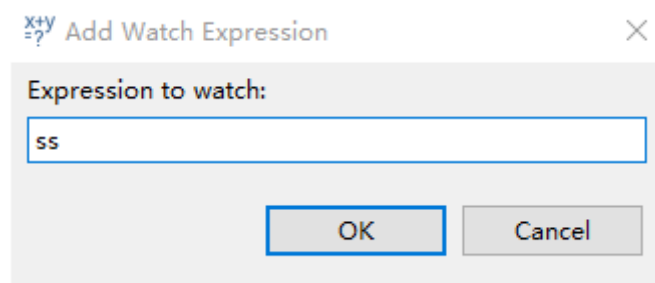 x+y
=? Add Watch Expression
Expression to watch:
ss
OK Cancel